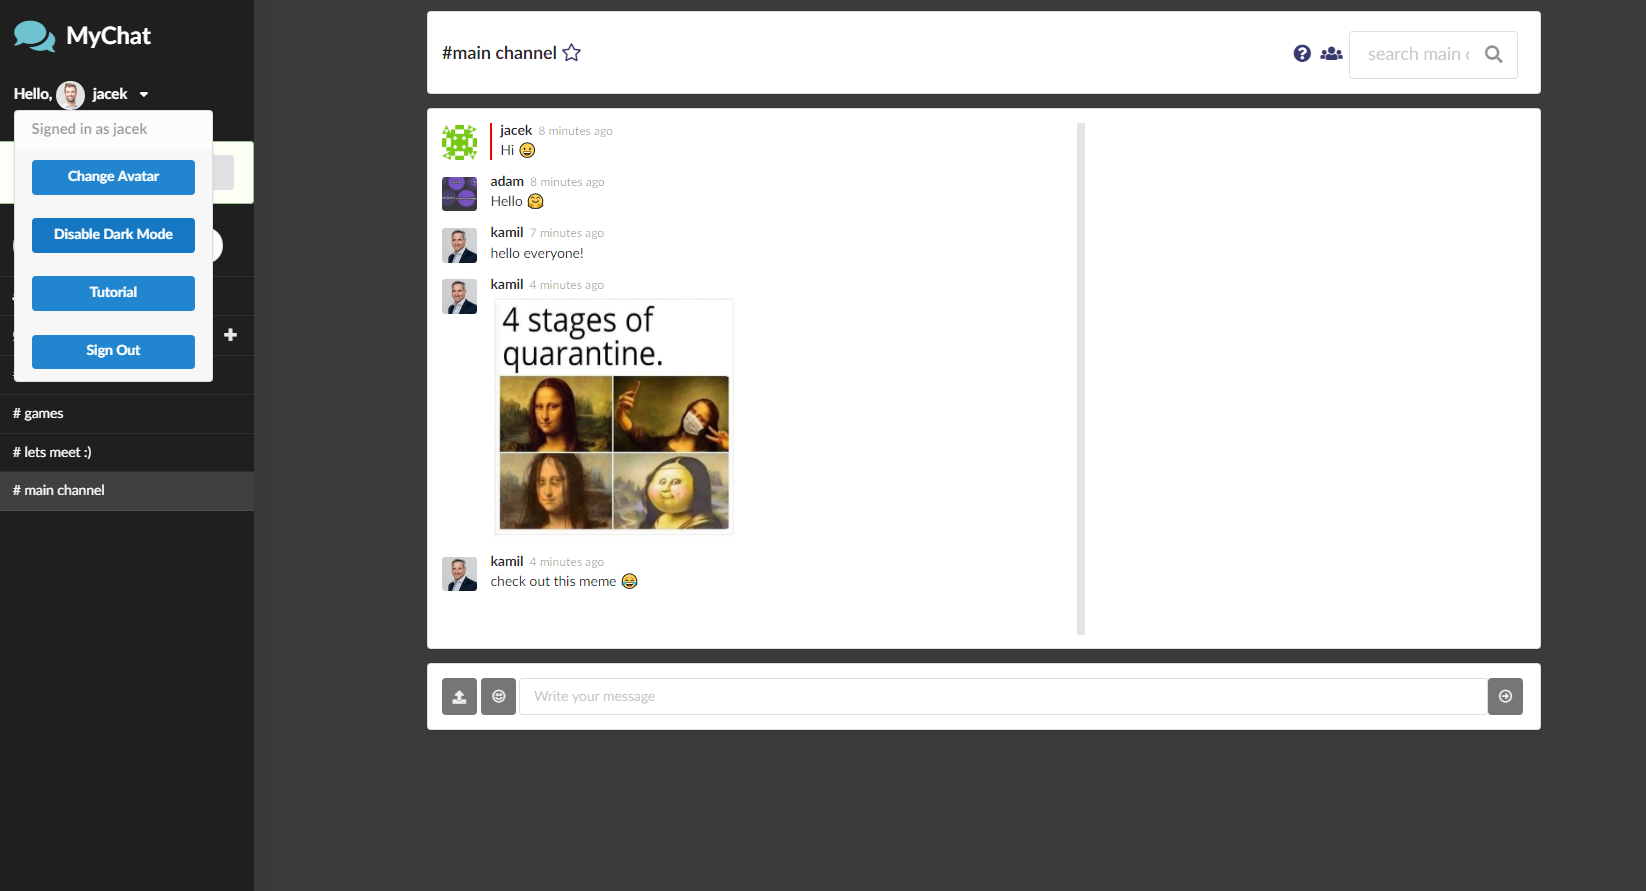 MyChat
Hello, jacek
Signed in as jacek
Change Avatar
Disable Dark Mode
Tutorial
Sign Out
# games
# lets meet :)
# main channel
#main channel
search main
jacek 8 minutes ago
Hi 😀
adam 8 minutes ago
Hello 🤗
kamil 7 minutes ago
hello everyone!
kamil 4 minutes ago
4 stages of
quarantine.
kamil 4 minutes ago
check out this meme 😂
Write your message